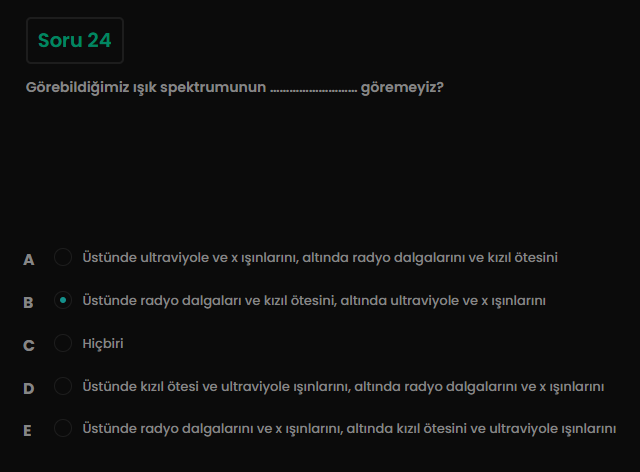 Soru 24
Görebildiğimiz ışık spektrumunun ........................... göremeyiz?
A Üstünde ultraviyole ve x ışınlarını, altında radyo dalgalarını ve kızıl ötesini
B Üstünde radyo dalgaları ve kızıl ötesini, altında ultraviyole ve x ışınlarını
C Hiçbiri
D Üstünde kızıl ötesi ve ultraviyole ışınlarını, altında radyo dalgalarını ve x ışınlarını
E Üstünde radyo dalgalarını ve x ışınlarını, altında kızıl ötesini ve ultraviyole ışınlarını